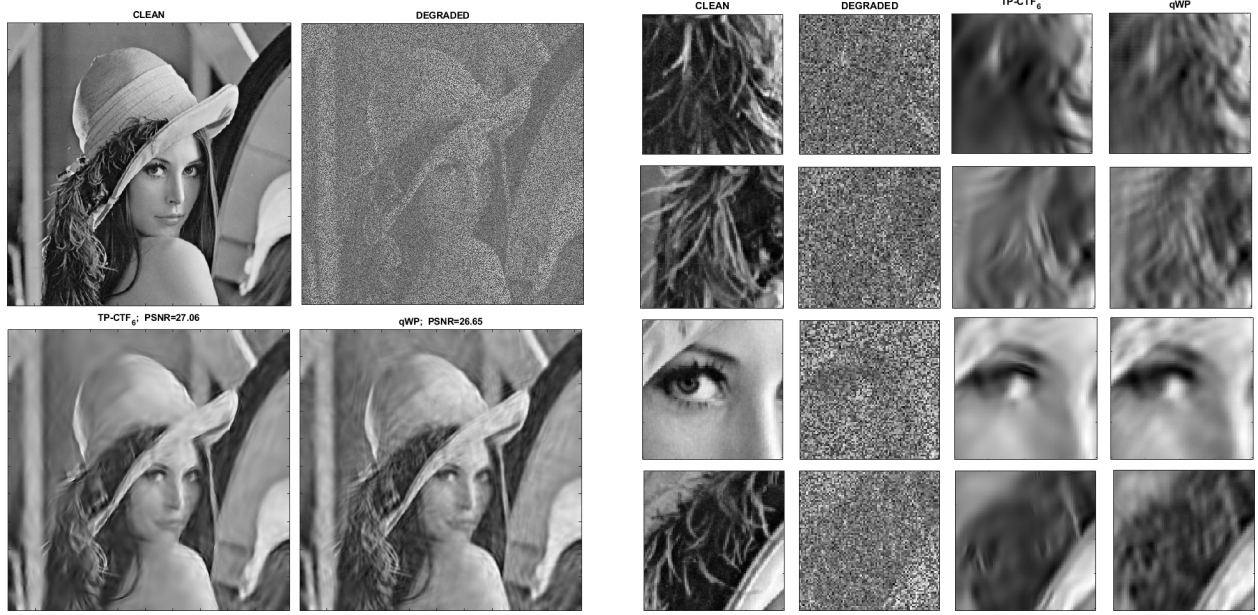 CLEAN
DEGRADED
TP-CTF6; PSNR=27.06
qWP; PSNR=26.65
CLEAN
DEGRADED
TP-CTF6
qWP